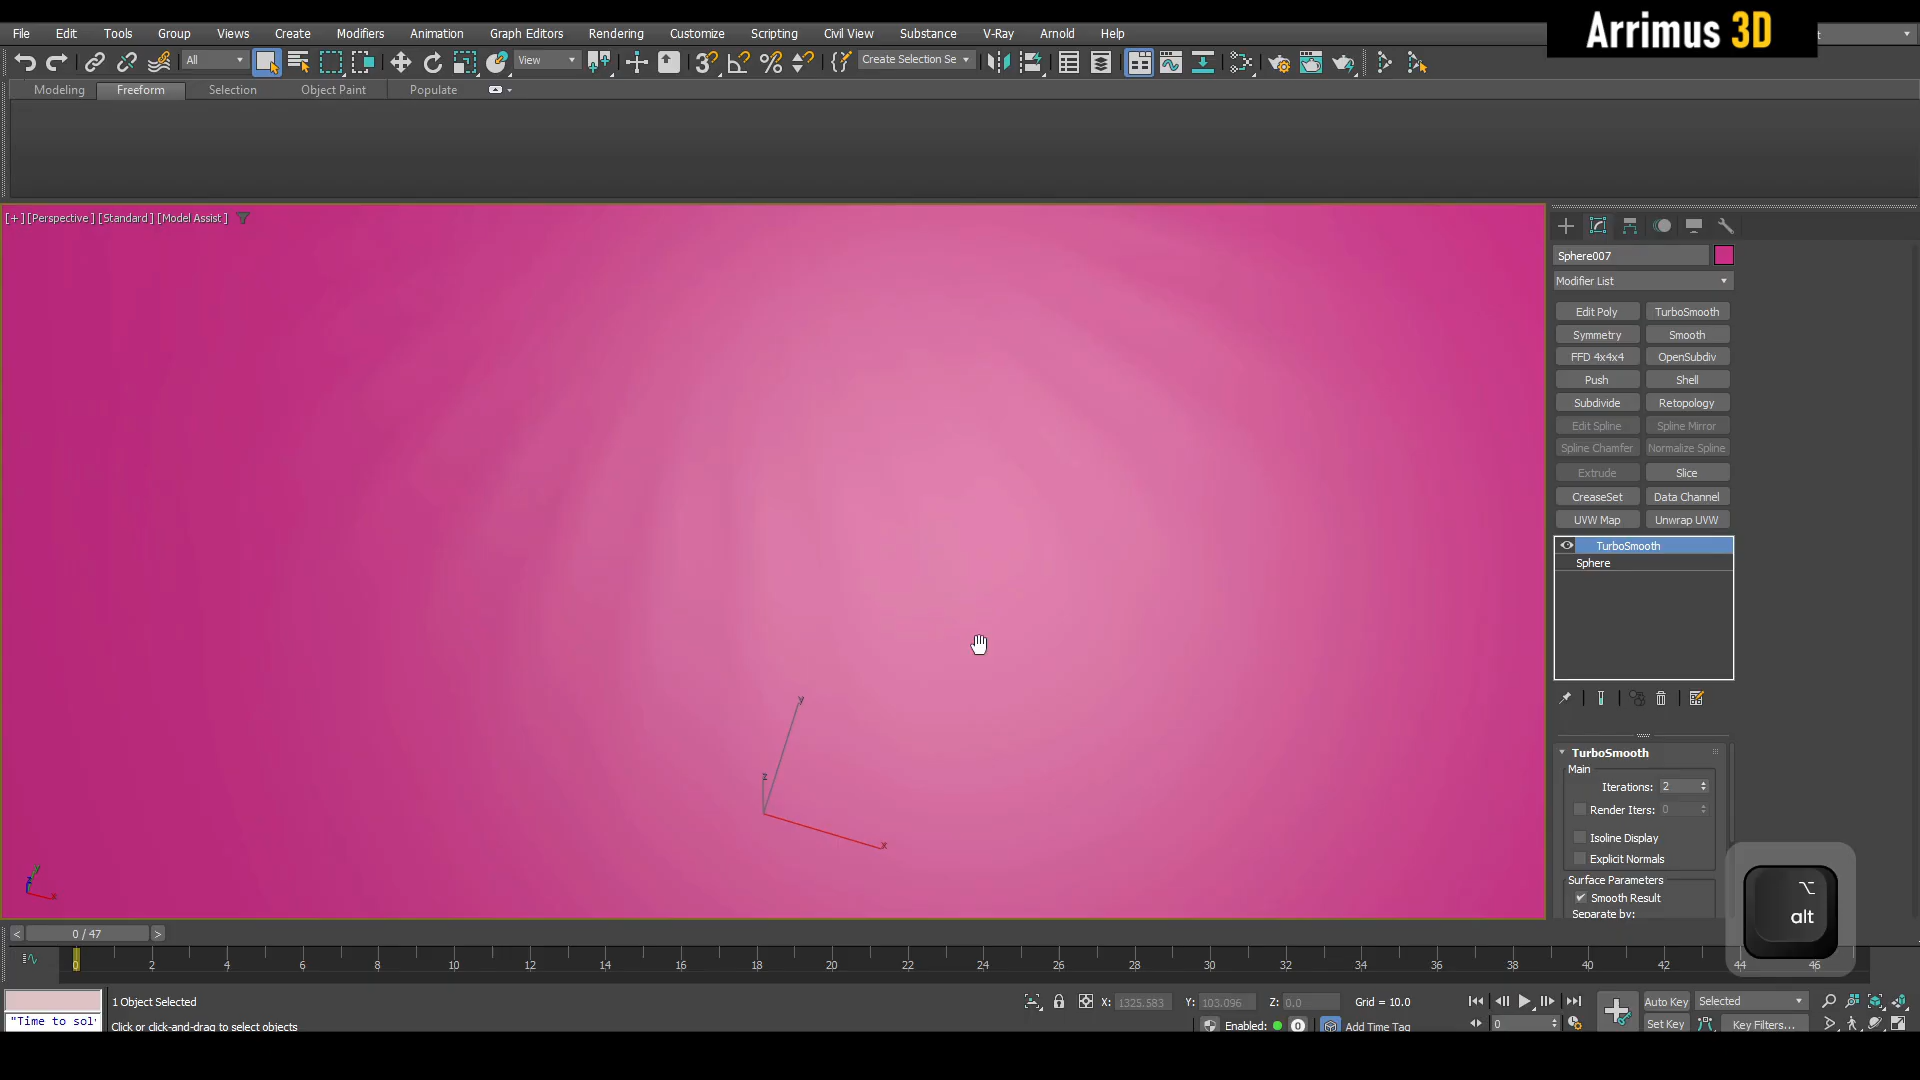 Arrimus 3D
File Edit Tools Group Views Create Modifiers Animation Graph Editors Rendering Customize Scripting Civil View Substance V-Ray Arnold Help
All View Create Selection Se
Modeling Freeform Selection Object Paint Populate
[+] [Perspective] [Standard] [Model Assist]
Sphere007
Modifier List
Edit Poly TurboSmooth
Symmetry Smooth
FFD 4x4x4 OpenSubdiv
Push Shell
Subdivide Retopology
Edit Spline Spline Mirror
Spline Chamfer Normalize Spline
Extrude Slice
CreaseSet Data Channel
UVW Map Unwrap UVW
TurboSmooth
Sphere
y
z
x
TurboSmooth
Main
Iterations: 2
Render Iters: 0
Isoline Display
Explicit Normals
Surface Parameters
Smooth Result
Separate by:
alt
y
z
x
< 0 / 47 >
0 2 4 6 8 10 12 14 16 18 20 22 24 26 28 30 32 34 36 38 40 42 44 46
1 Object Selected X: 1325.583 Y: 103.096 Z: 0.0 Grid = 10.0 Auto Key Selected
"Time to sol Click or click-and-drag to select objects Enabled: 0 Add Time Tag 0 Set Key Key Filters...